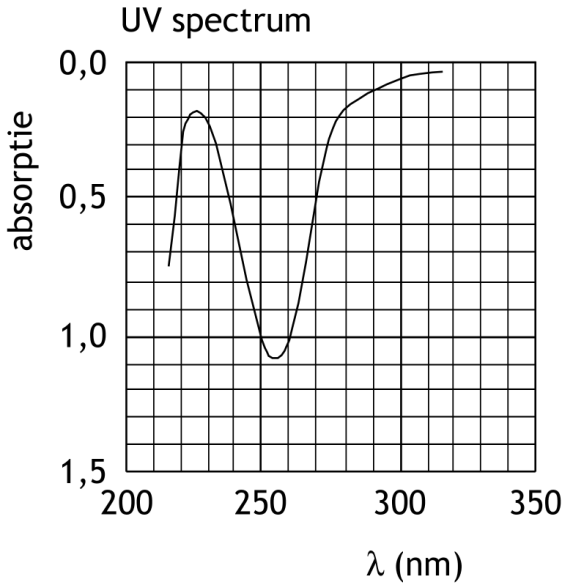 UV spectrum
absorptie
0,0
0,5
1,0
1,5
200 250 300 350
λ (nm)